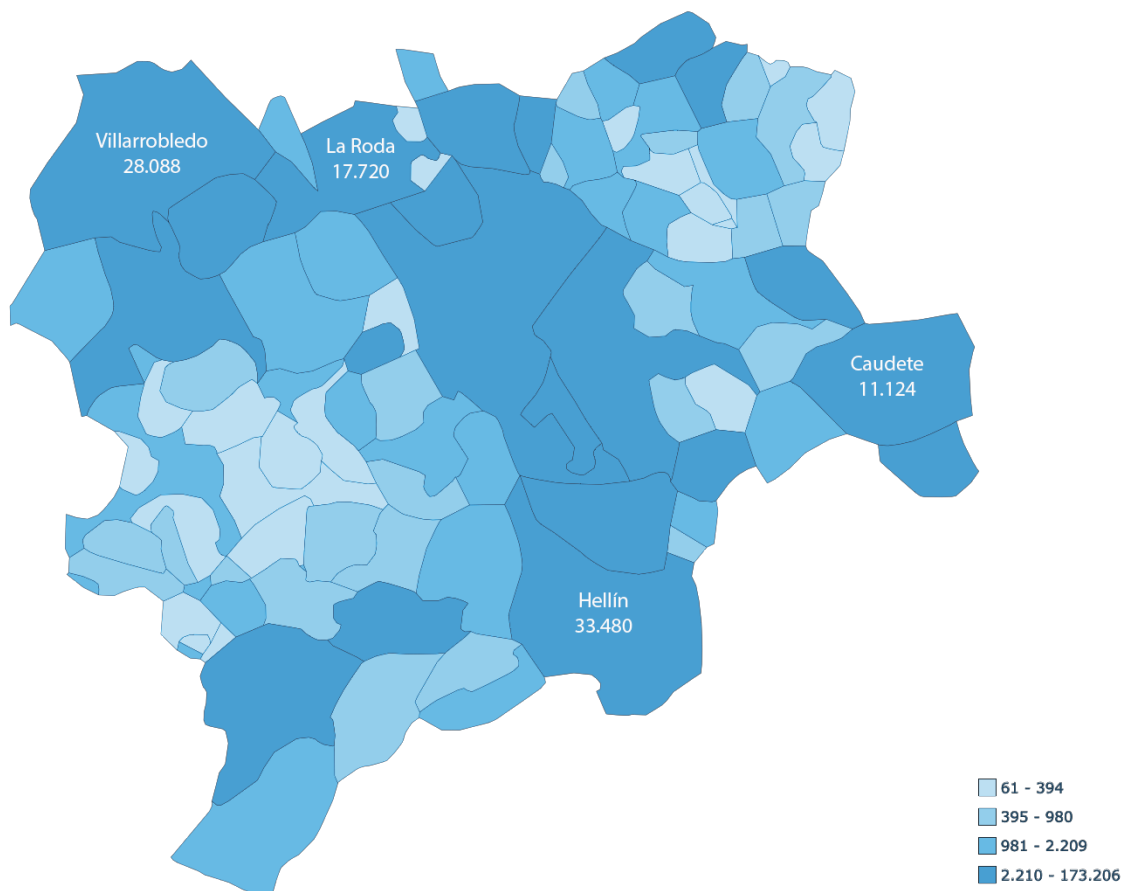 Villarrobledo
28.088
La Roda
17.720
Caudete
11.124
Hellín
33.480
61 - 394
395 - 980
981 - 2.209
2.210 - 173.206